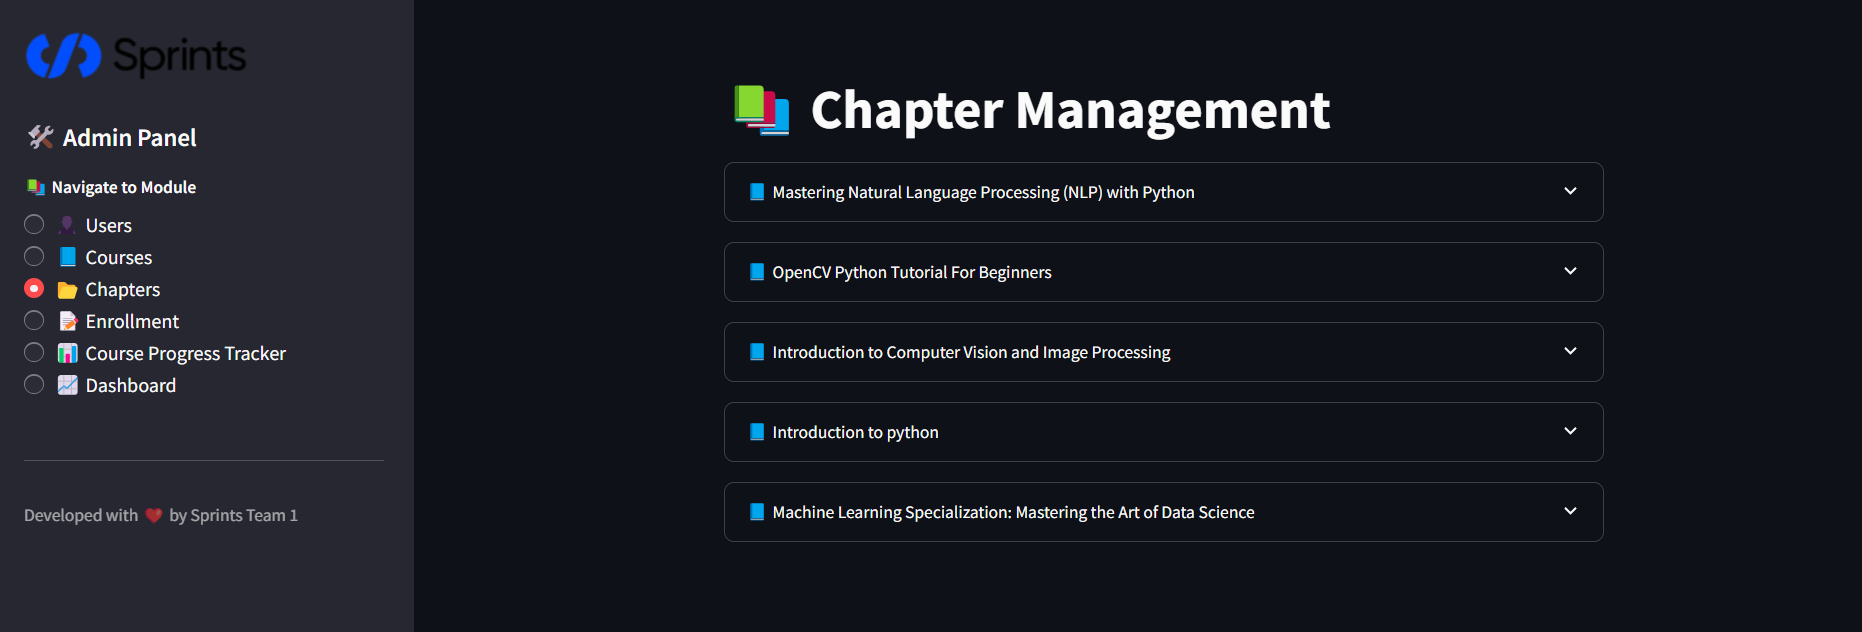 Sprints
Admin Panel
Navigate to Module
Users
Courses
Chapters
Enrollment
Course Progress Tracker
Dashboard
Developed with ❤️ by Sprints Team 1
Chapter Management
Mastering Natural Language Processing (NLP) with Python
OpenCV Python Tutorial For Beginners
Introduction to Computer Vision and Image Processing
Introduction to python
Machine Learning Specialization: Mastering the Art of Data Science